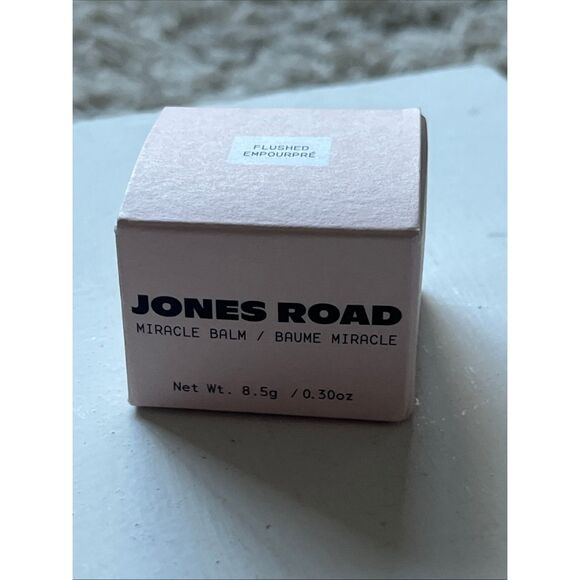 FLUSHED
EMPOURPRÉ
JONES ROAD
MIRACLE BALM / BAUME MIRACLE
Net Wt. 8.5g / 0.30oz